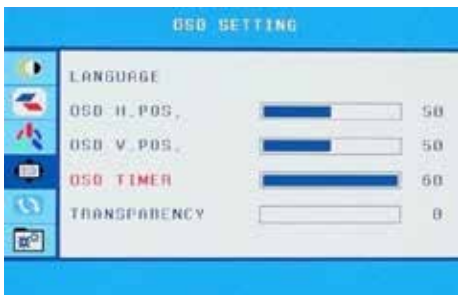 OSD SETTING
LANGUAGE
OSD H.POS. 50
OSD V.POS. 50
OSD TIMER 60
TRANSPARENCY 0